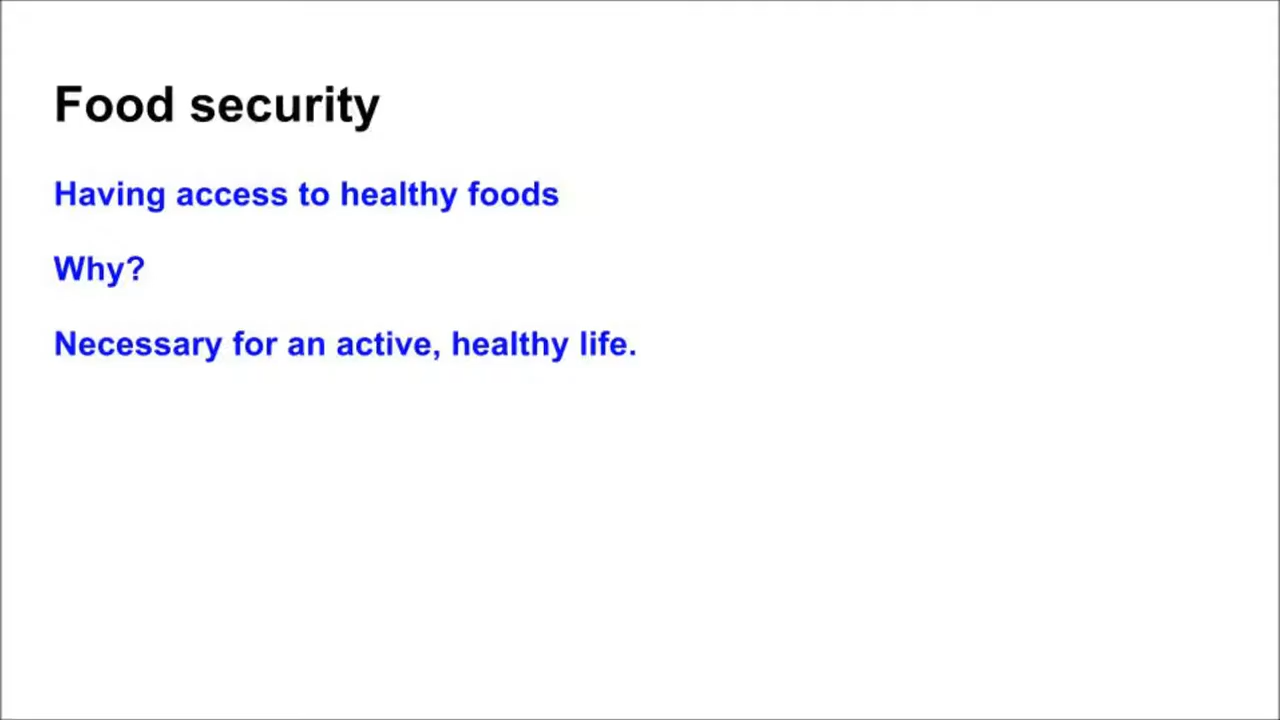 Food security
Having access to healthy foods
Why?
Necessary for an active, healthy life.